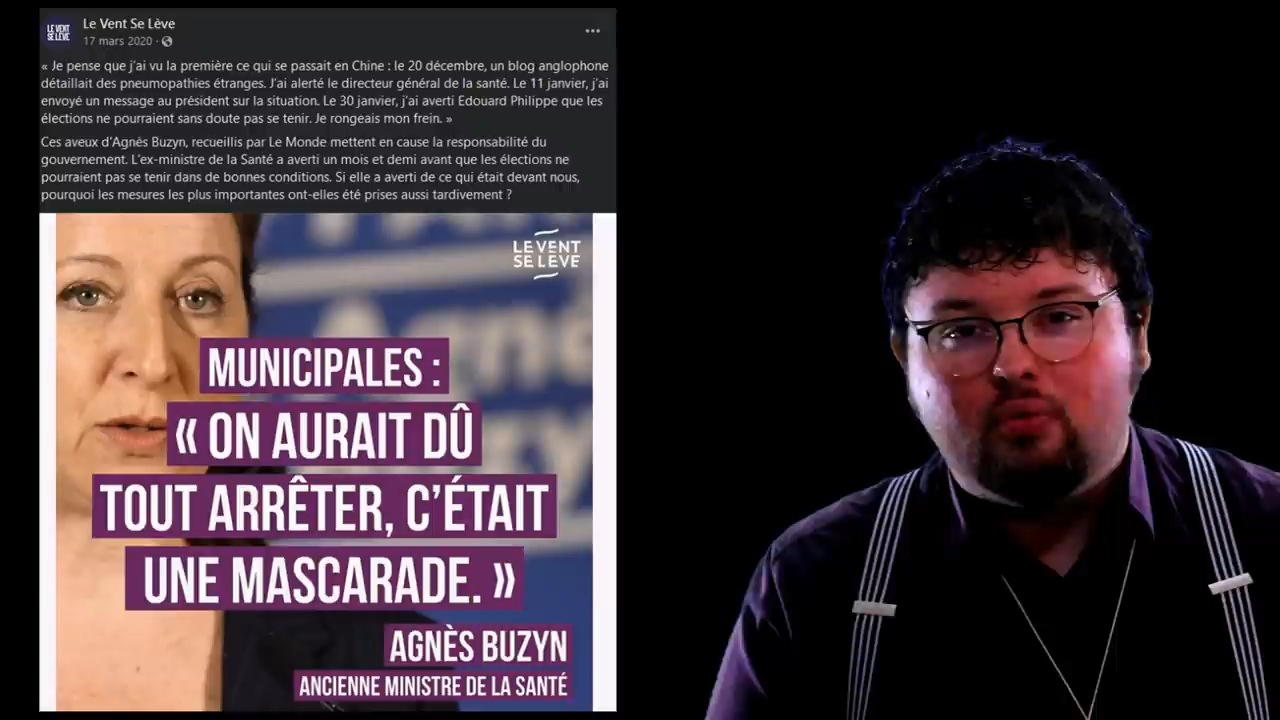 LE VENT
SE LÈVE
Le Vent Se Lève
17 mars 2020 ·
« Je pense que j'ai vu la première ce qui se passait en Chine : le 20 décembre, un blog anglophone
détaillait des pneumopathies étranges. J'ai alerté le directeur général de la santé. Le 11 janvier, j'ai
envoyé un message au président sur la situation. Le 30 janvier, j'ai averti Edouard Philippe que les
élections ne pourraient sans doute pas se tenir. Je rongeais mon frein. »
Ces aveux d'Agnès Buzyn, recueillis par Le Monde mettent en cause la responsabilité du
gouvernement. L'ex-ministre de la Santé a averti un mois et demi avant que les élections ne
pourraient pas se tenir dans de bonnes conditions. Si elle a averti de ce qui était devant nous,
pourquoi les mesures les plus importantes ont-elles été prises aussi tardivement ?
LE VENT
SE LÈVE
MUNICIPALES :
« ON AURAIT DÛ
TOUT ARRÊTER, C'ÉTAIT
UNE MASCARADE. »
AGNÈS BUZYN
ANCIENNE MINISTRE DE LA SANTÉ